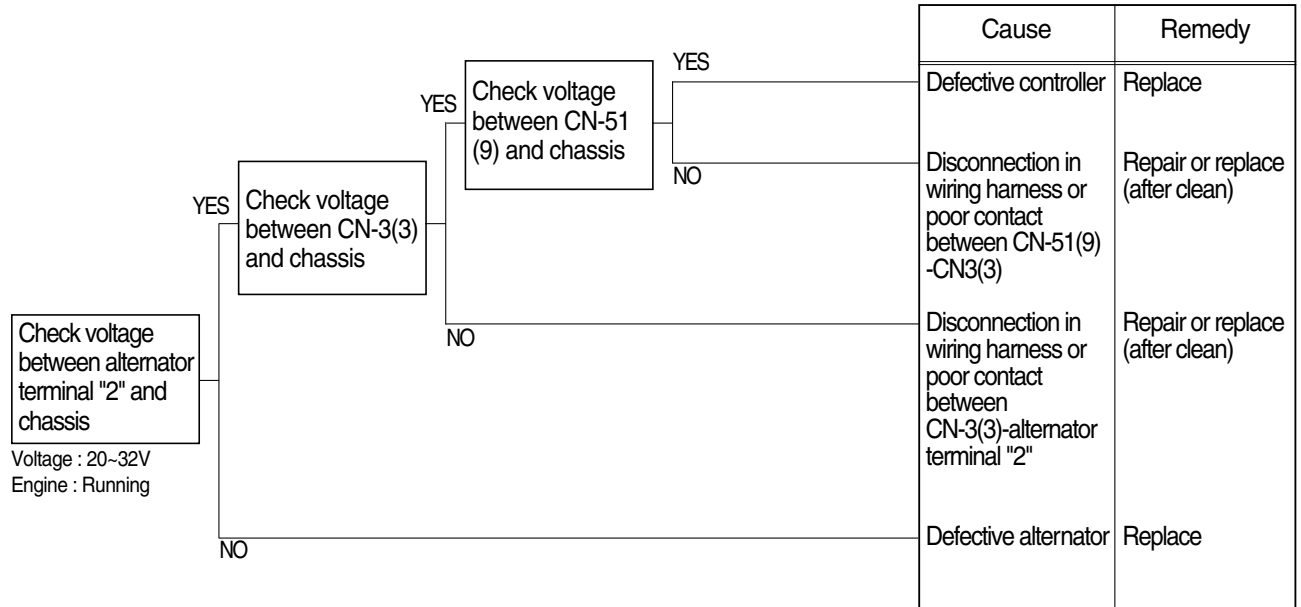 Cause
Remedy
YES
Defective controller
Replace
YES
Check voltage
between CN-51
(9) and chassis
NO
Disconnection in
wiring harness or
poor contact
between CN-51(9)
-CN3(3)
Repair or replace
(after clean)
YES
Check voltage
between CN-3(3)
and chassis
NO
Disconnection in
wiring harness or
poor contact
between
CN-3(3)-alternator
terminal "2"
Repair or replace
(after clean)
Check voltage
between alternator
terminal "2" and
chassis
Voltage : 20~32V
Engine : Running
NO
Defective alternator
Replace